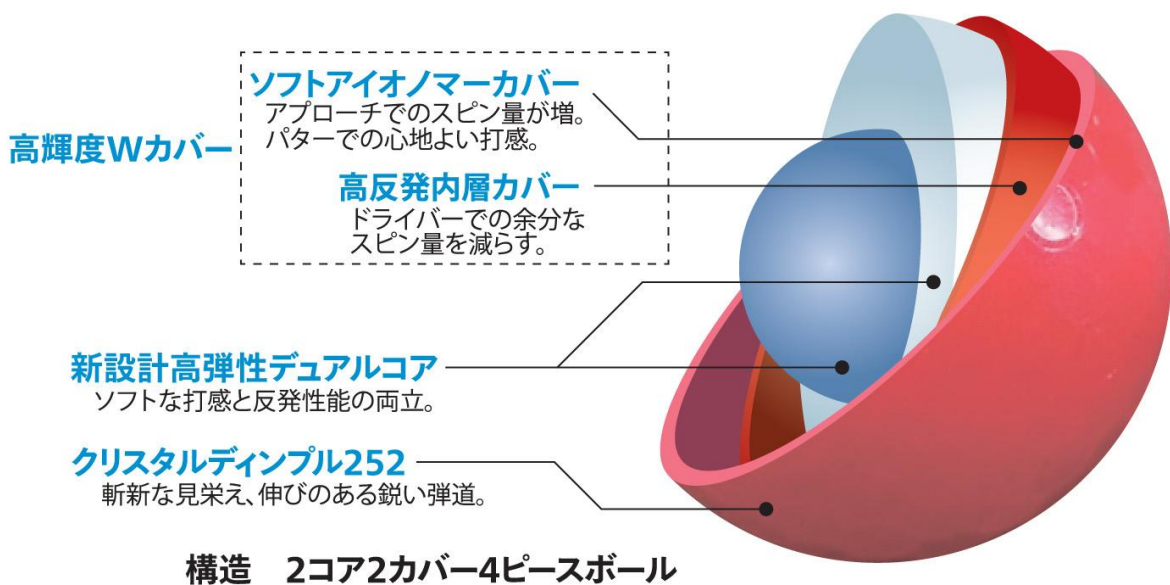 高輝度Wカバー
ソフトアイオノマーカバー
アプローチでのスピン量が増。
パターでの心地よい打感。
高反発内層カバー
ドライバーでの余分な
スピン量を減らす。
新設計高弾性デュアルコア
ソフトな打感と反発性能の両立。
クリスタルディンプル252
斬新な見栄え、伸びのある鋭い弾道。
構造　2コア2カバー4ピースボール